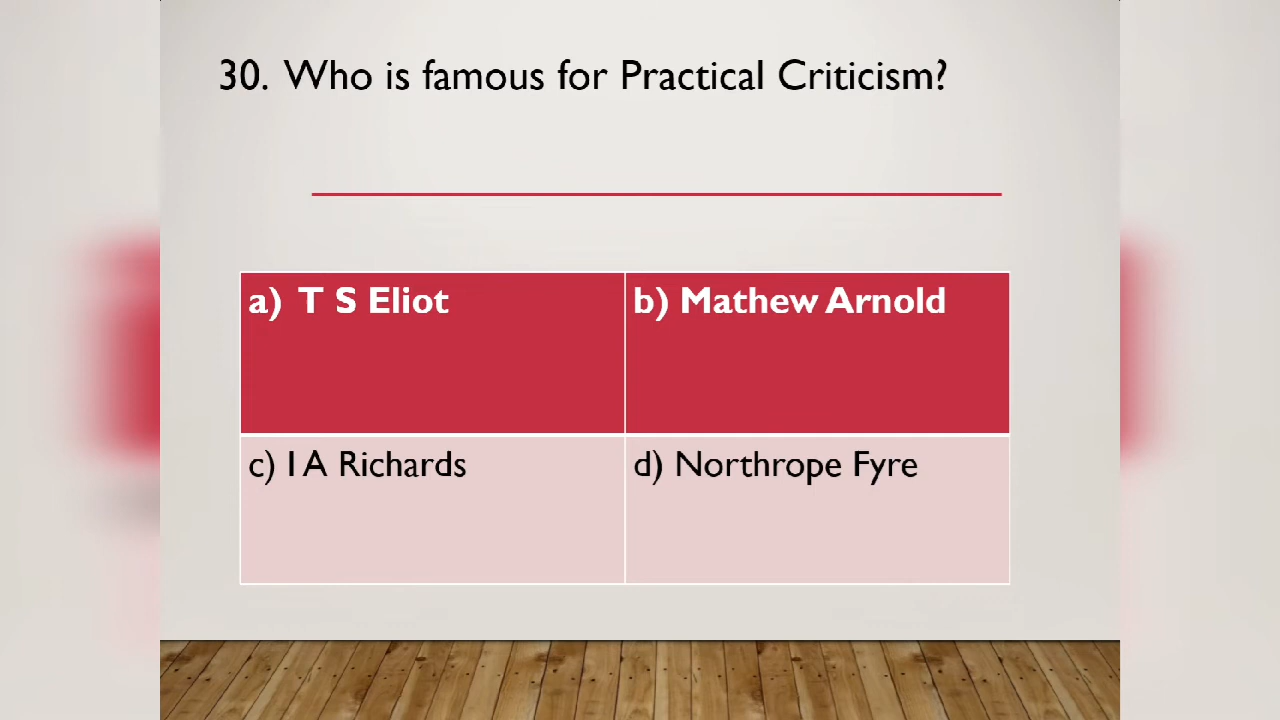 30. Who is famous for Practical Criticism?
a) T S Eliot
b) Mathew Arnold
c) I A Richards
d) Northrope Fyre